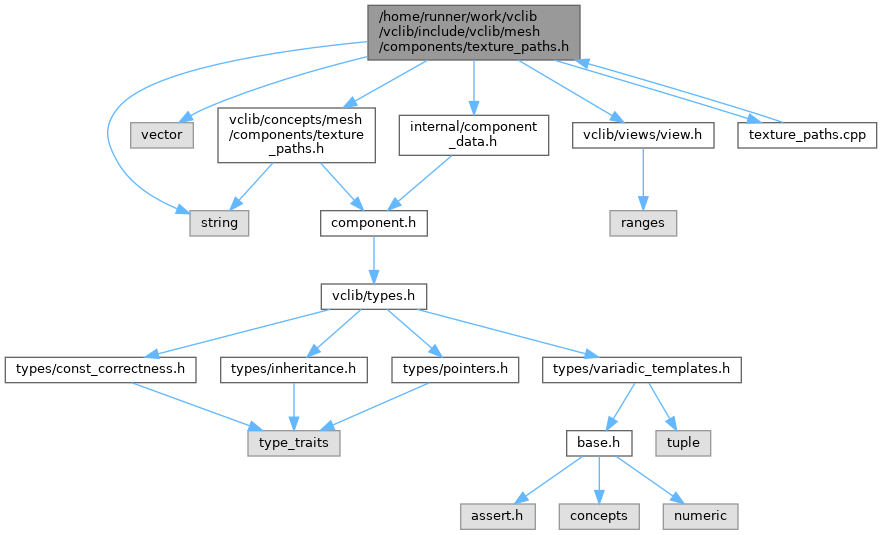 /home/runner/work/vclib
/vclib/include/vclib/mesh
/components/texture_paths.h
vector
vclib/concepts/mesh
/components/texture
_paths.h
internal/component
_data.h
vclib/views/view.h
texture_paths.cpp
string
component.h
ranges
vclib/types.h
types/const_correctness.h
types/inheritance.h
types/pointers.h
types/variadic_templates.h
type_traits
base.h
tuple
assert.h
concepts
numeric